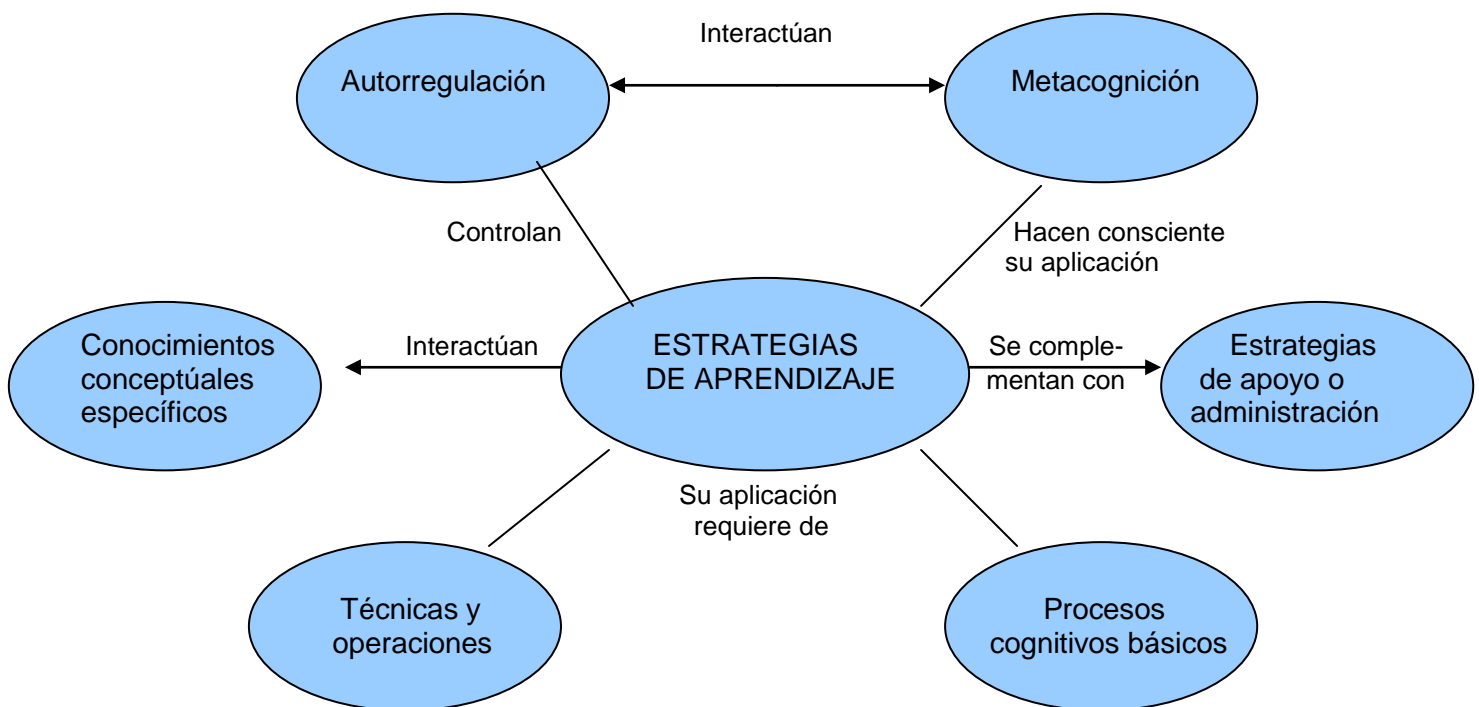 Interactúan
Autorregulación
Metacognición
Controlan
Hacen consciente
su aplicación
Conocimientos
conceptúales
específicos
Interactúan
ESTRATEGIAS
DE APRENDIZAJE
Se comple-
mentan con
Estrategias
de apoyo o
administración
Su aplicación
requiere de
Técnicas y
operaciones
Procesos
cognitivos básicos